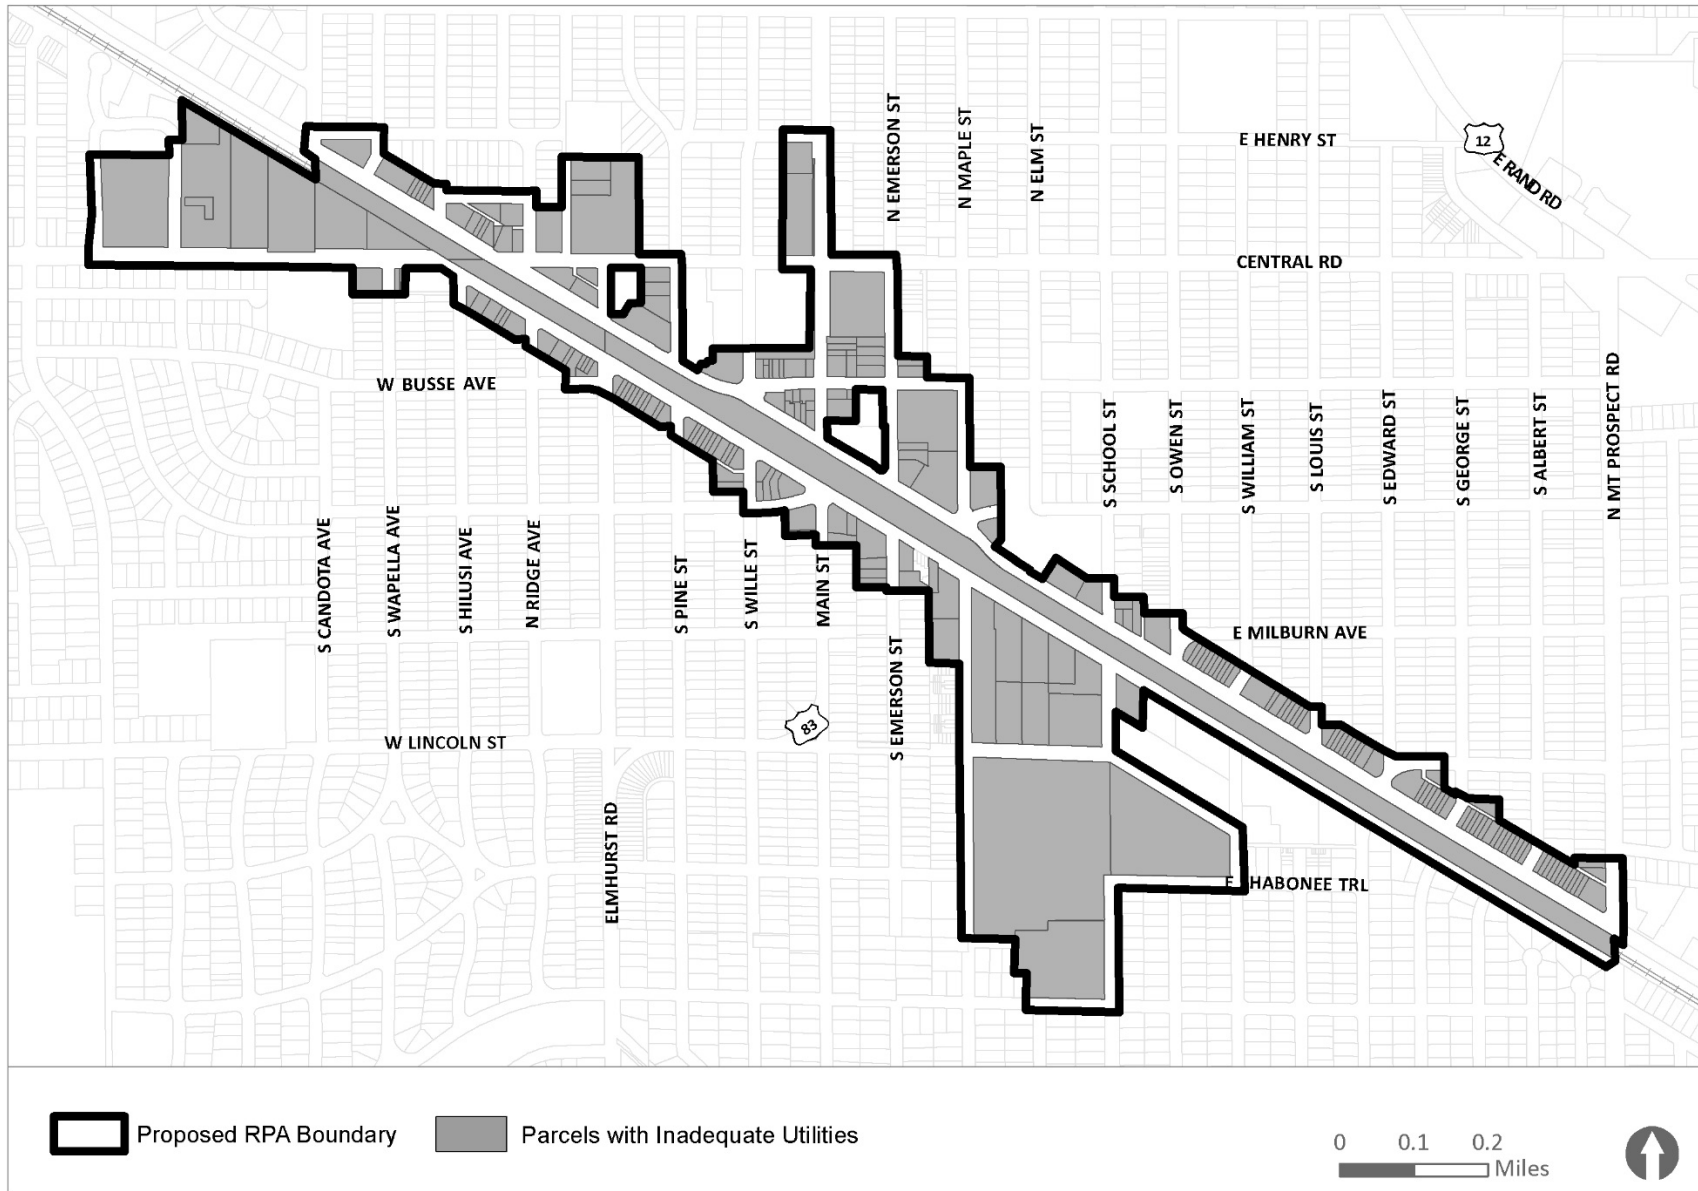 N EMERSON ST
N MAPLE ST
N ELM ST
E HENRY ST
12
E RAND RD
CENTRAL RD
W BUSSE AVE
S SCHOOL ST
S OWEN ST
S WILLIAM ST
S LOUIS ST
S EDWARD ST
S GEORGE ST
S ALBERT ST
N MT PROSPECT RD
S CANDOTA AVE
S WAPELLA AVE
S HILUSI AVE
N RIDGE AVE
S PINE ST
S WILLE ST
MAIN ST
S EMERSON ST
E MILBURN AVE
83
W LINCOLN ST
ELMHURST RD
E HABONEE TRL
Proposed RPA Boundary
Parcels with Inadequate Utilities
0 0.1 0.2
Miles